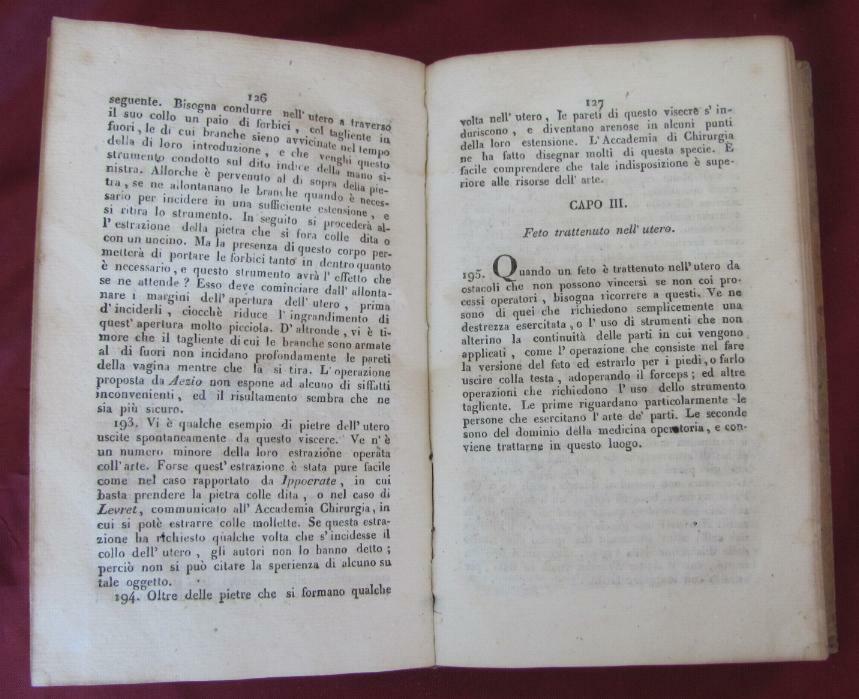 126
seguente. Bisogna condurre nell' utero a traverso
il suo collo un paio di forbici, col tagliente in
fuori, le di cui branche sieno avvicinate nel tempo
della di loro introduzione, e che venghi questo
strumento condotto sul dito indice della mano si-
nistra. Allorche è pervenuto al di sopra della pie-
tra, se ne allontanano le branche quando è neces-
sario per incidere in una sufficiente estensione, e
si ritira lo strumento. In seguito si procederà al-
l' estrazione della pietra che si fora colle dita o
con un uncino. Ma la presenza di questo corpo per-
metterà di portare le forbici tanto in dentro quanto
è necessario, e questo strumento avrà l' effetto che
se ne attende? Esso deve cominciare dall' allonta-
nare i margini dell' apertura dell' utero, prima
d' inciderli, ciocchè riduce l' ingrandimento di
quest' apertura molto picciola. D' altronde, vi è ti-
more che il tagliente di cui le branche sono armate
al di fuori non incidano profondamente le pareti
della vagina mentre che la si tira. L' operazione
proposta da Aezio non espone ad alcuno di siffatti
inconvenienti, ed il risultamento sembra che ne
sia più sicuro.
193. Vi è qualche esempio di pietre dell' utero
uscite spontaneamente da questo viscere. Ve n' è
un numero minore della loro estrazione operata
coll' arte. Forse quest' estrazione è stata pure facile
come nel caso rapportato da Ippocrate, in cui
basta prendere la pietra colle dita, o nel caso di
Levret, communicato all' Accademia Chirurgia, in
cui si potè estrarre colle mollette. Se questa estra-
zione ha richiesto qualche volta che s' incidesse il
collo dell' utero, gli autori non lo hanno detto;
perciò non si può citare la sperienza di alcuno su
tale oggetto.
194. Oltre delle pietre che si formano qualche
127
volta nell' utero, le pareti di questo viscere s' in-
duriscono, e diventano arenose in alcuni punti
della loro estensione. L' Accademia di Chirurgia
ne ha fatto disegnar molti di questa specie. E
facile comprendere che tale indisposizione è supe-
riore alle risorse dell' arte.
CAPO III.
Feto trattenuto nell' utero.
195. Quando un feto è trattenuto nell' utero da
ostacoli che non possono vincersi se non coi pro-
cessi operatori, bisogna ricorrere a questi. Ve ne
sono di quei che richiedono semplicemente una
destrezza esercitata, o l' uso di strumenti che non
alterino la continuità delle parti in cui vengono
applicati, come l' operazione che consiste nel fare
la versione del feto ed estrarlo per i piedi, o farlo
uscire colla testa, adoperando il forceps; ed altre
operazioni che richiedono l' uso dello strumento
tagliente. Le prime riguardano particolarmente le
persone che esercitano l' arte de' parti. Le seconde
sono del dominio della medicina operatoria, e con-
viene trattarne in questo luogo.